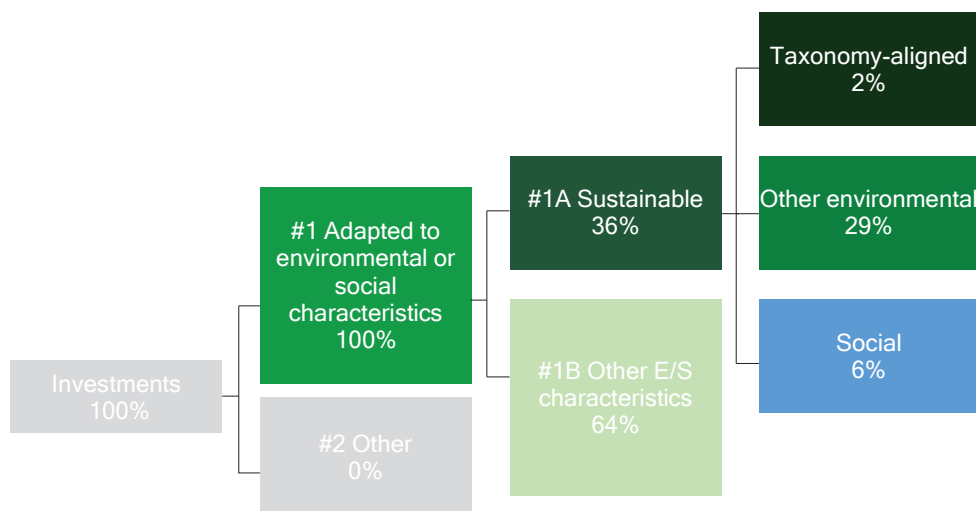 Investments
100%
#1 Adapted to
environmental or
social
characteristics
100%
#2 Other
0%
#1A Sustainable
36%
#1B Other E/S
characteristics
64%
Taxonomy-aligned
2%
Other environmental
29%
Social
6%